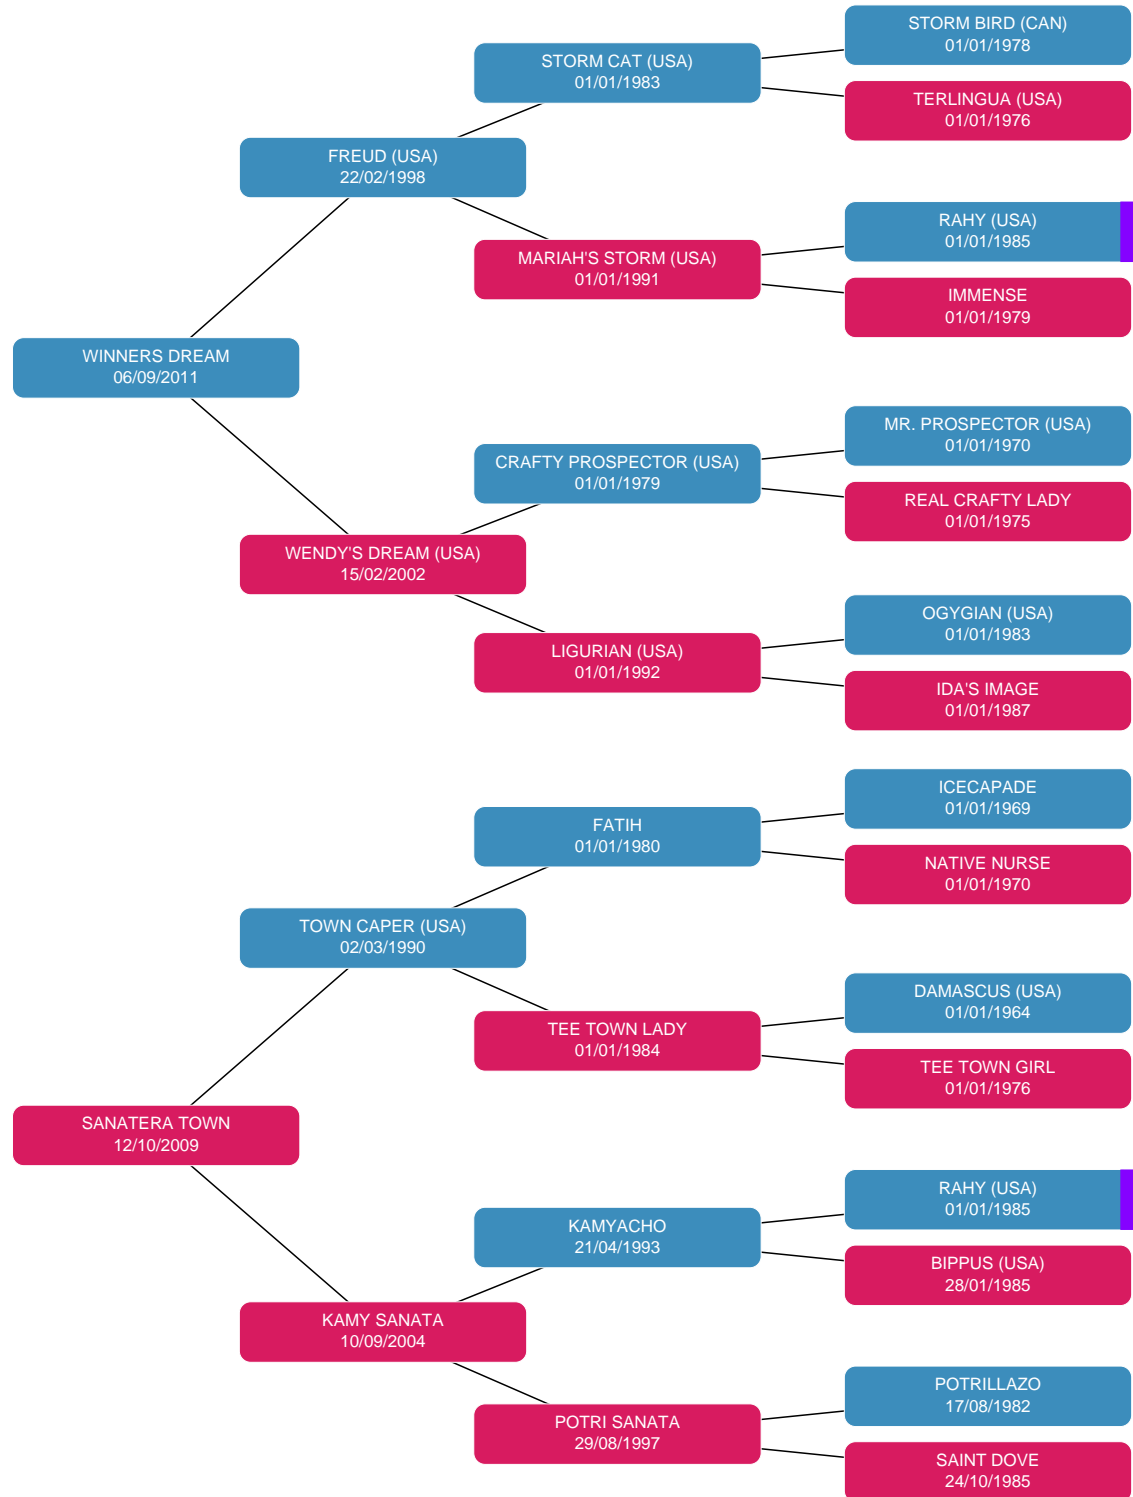 STORM BIRD (CAN)
01/01/1978
STORM CAT (USA)
01/01/1983
TERLINGUA (USA)
01/01/1976
FREUD (USA)
22/02/1998
RAHY (USA)
01/01/1985
MARIAH'S STORM (USA)
01/01/1991
IMMENSE
01/01/1979
WINNERS DREAM
06/09/2011
MR. PROSPECTOR (USA)
01/01/1970
CRAFTY PROSPECTOR (USA)
01/01/1979
REAL CRAFTY LADY
01/01/1975
WENDY'S DREAM (USA)
15/02/2002
OGYGIAN (USA)
01/01/1983
LIGURIAN (USA)
01/01/1992
IDA'S IMAGE
01/01/1987
ICECAPADE
01/01/1969
FATIH
01/01/1980
NATIVE NURSE
01/01/1970
TOWN CAPER (USA)
02/03/1990
DAMASCUS (USA)
01/01/1964
TEE TOWN LADY
01/01/1984
TEE TOWN GIRL
01/01/1976
SANATERA TOWN
12/10/2009
RAHY (USA)
01/01/1985
KAMYACHO
21/04/1993
BIPPUS (USA)
28/01/1985
KAMY SANATA
10/09/2004
POTRILLAZO
17/08/1982
POTRI SANATA
29/08/1997
SAINT DOVE
24/10/1985